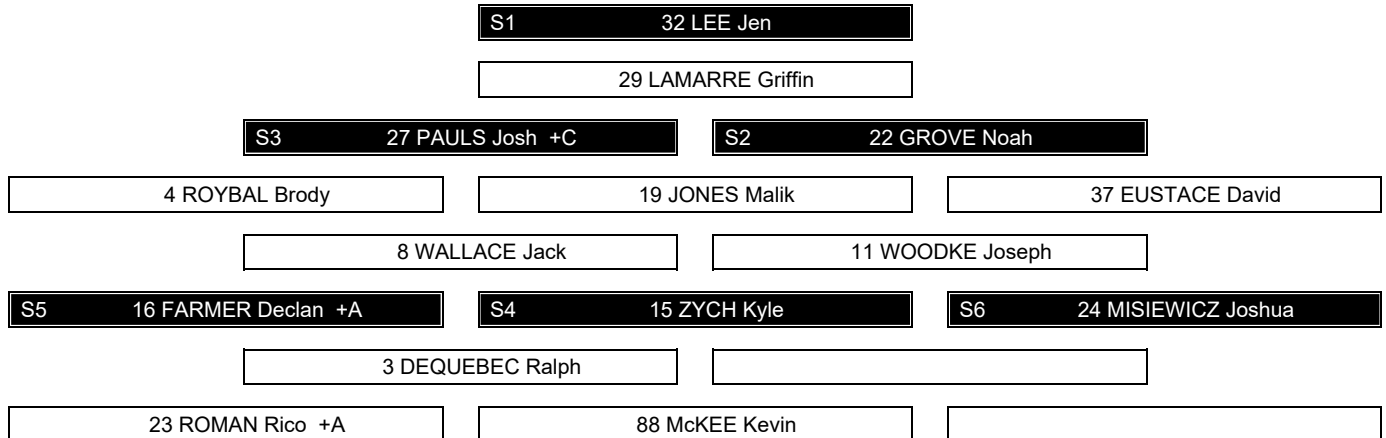 S1 32 LEE Jen
29 LAMARRE Griffin
S3 27 PAULS Josh +C S2 22 GROVE Noah
4 ROYBAL Brody 19 JONES Malik 37 EUSTACE David
8 WALLACE Jack 11 WOODKE Joseph
S5 16 FARMER Declan +A S4 15 ZYCH Kyle S6 24 MISIEWICZ Joshua
3 DEQUEBEC Ralph
23 ROMAN Rico +A 88 McKEE Kevin